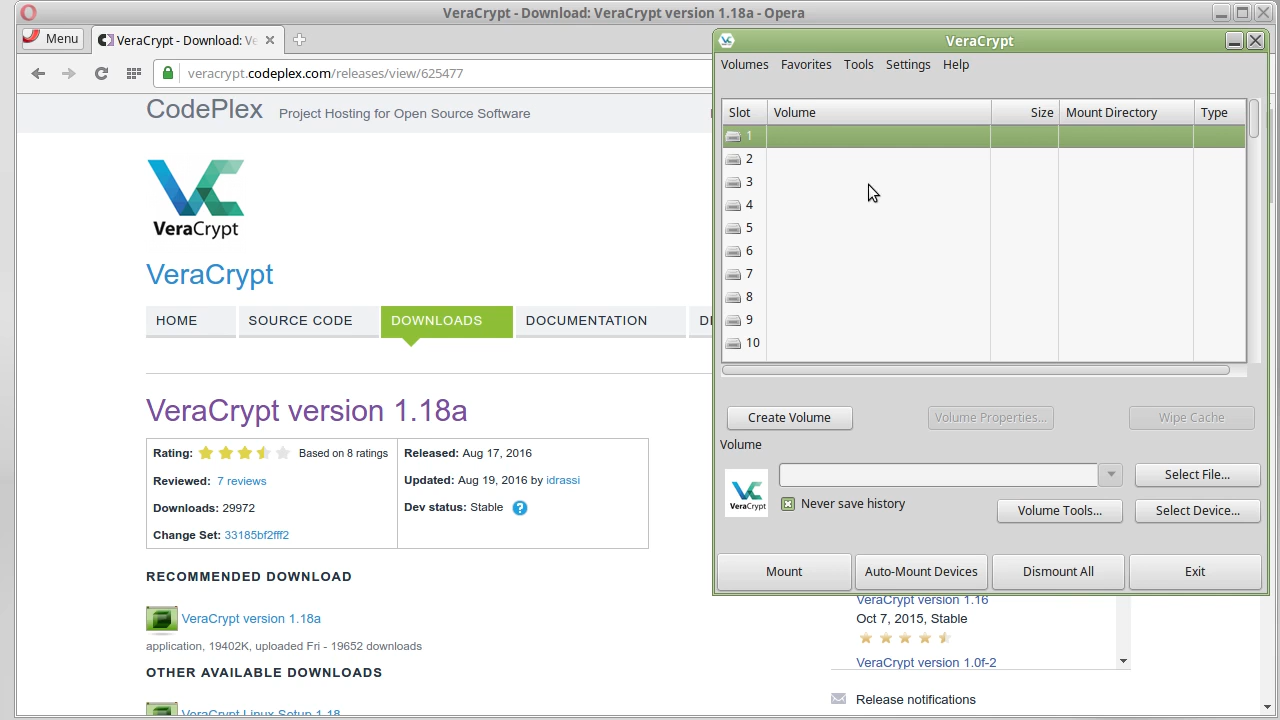 VeraCrypt - Download: VeraCrypt version 1.18a - Opera
Menu
VeraCrypt - Download: Ve
veracrypt.codeplex.com/releases/view/625477
CodePlex Project Hosting for Open Source Software
VeraCrypt
VeraCrypt
HOME SOURCE CODE DOWNLOADS DOCUMENTATION
VeraCrypt version 1.18a
Rating: Based on 8 ratings
Reviewed: 7 reviews
Downloads: 29972
Change Set: 33185bf2fff2
Released: Aug 17, 2016
Updated: Aug 19, 2016 by idrassi
Dev status: Stable ?
RECOMMENDED DOWNLOAD
VeraCrypt version 1.18a
application, 19402K, uploaded Fri - 19652 downloads
OTHER AVAILABLE DOWNLOADS
VeraCrypt Linux Setup 1.18
VeraCrypt
Volumes Favorites Tools Settings Help
Slot Volume Size Mount Directory Type
1
2
3
4
5
6
7
8
9
10
Create Volume Volume Properties... Wipe Cache
Volume
VeraCrypt
Select File...
Never save history
Volume Tools... Select Device...
Mount Auto-Mount Devices Dismount All Exit
VeraCrypt version 1.16
Oct 7, 2015, Stable
VeraCrypt version 1.0f-2
Release notifications